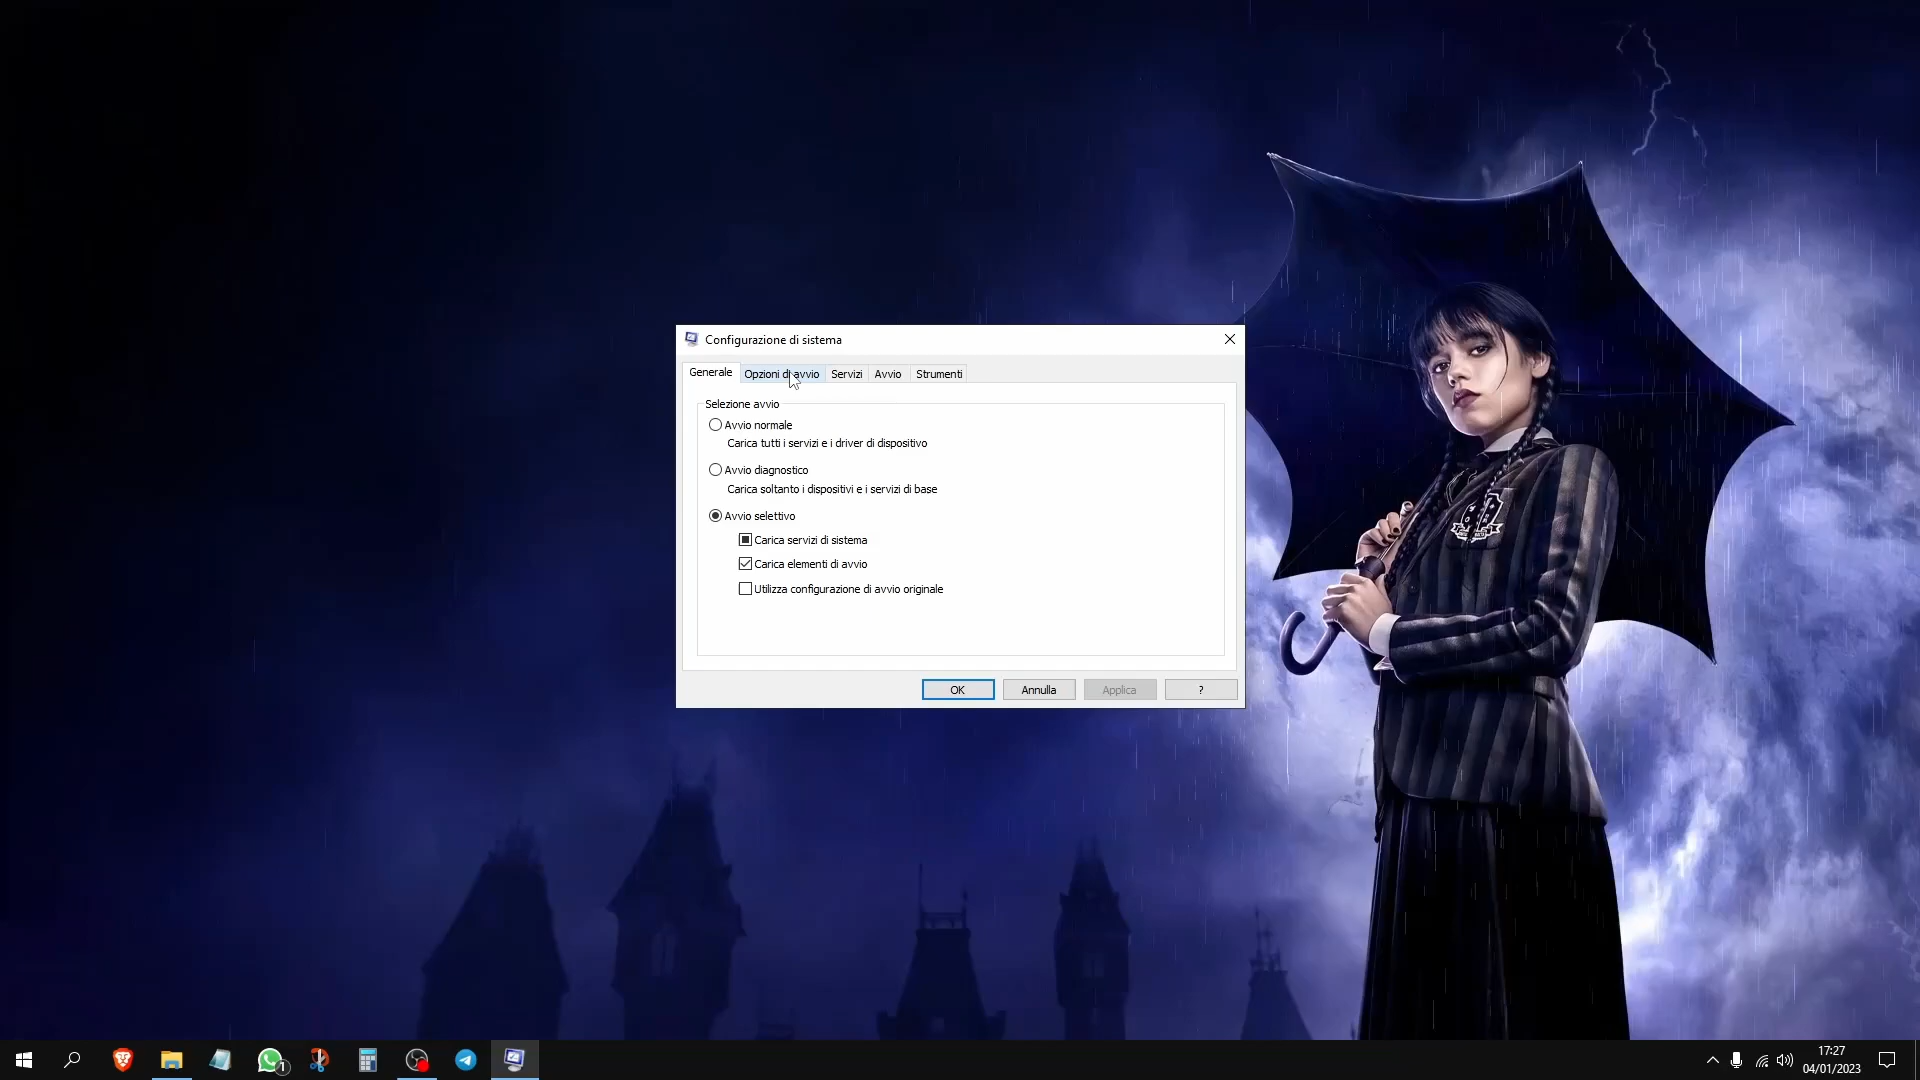 Configurazione di sistema
Generale
Opzioni di avvio
Servizi
Avvio
Strumenti
Selezione avvio
Avvio normale
Carica tutti i servizi e i driver di dispositivo
Avvio diagnostico
Carica soltanto i dispositivi e i servizi di base
Avvio selettivo
Carica servizi di sistema
Carica elementi di avvio
Utilizza configurazione di avvio originale
OK
Annulla
Applica
?
1
17:27
04/01/2023